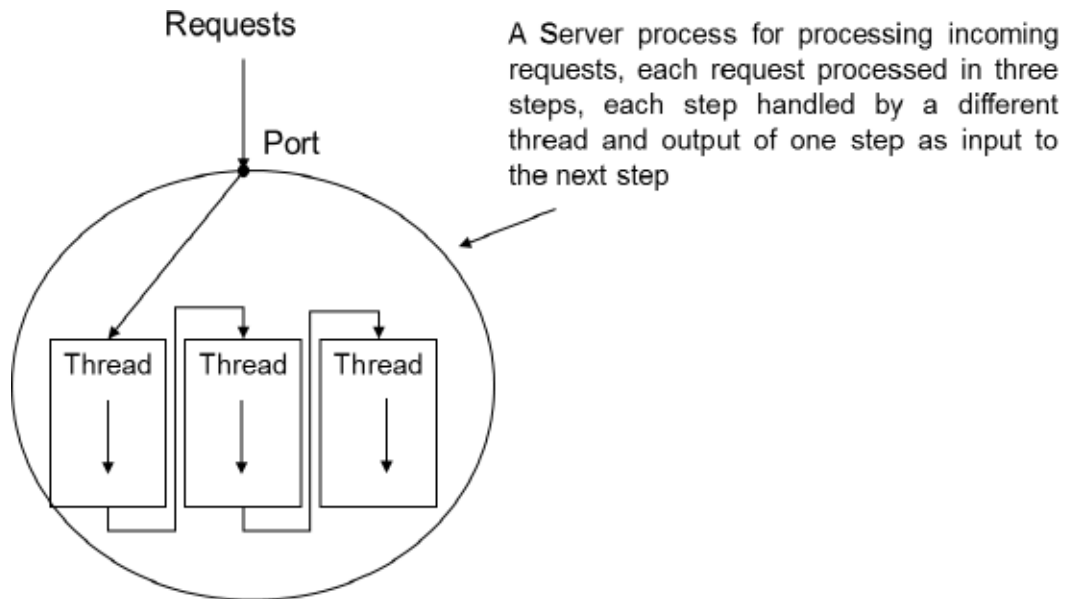 Requests
A Server process for processing incoming
requests, each request processed in three
steps, each step handled by a different
thread and output of one step as input to
the next step
Port
Thread
Thread
Thread